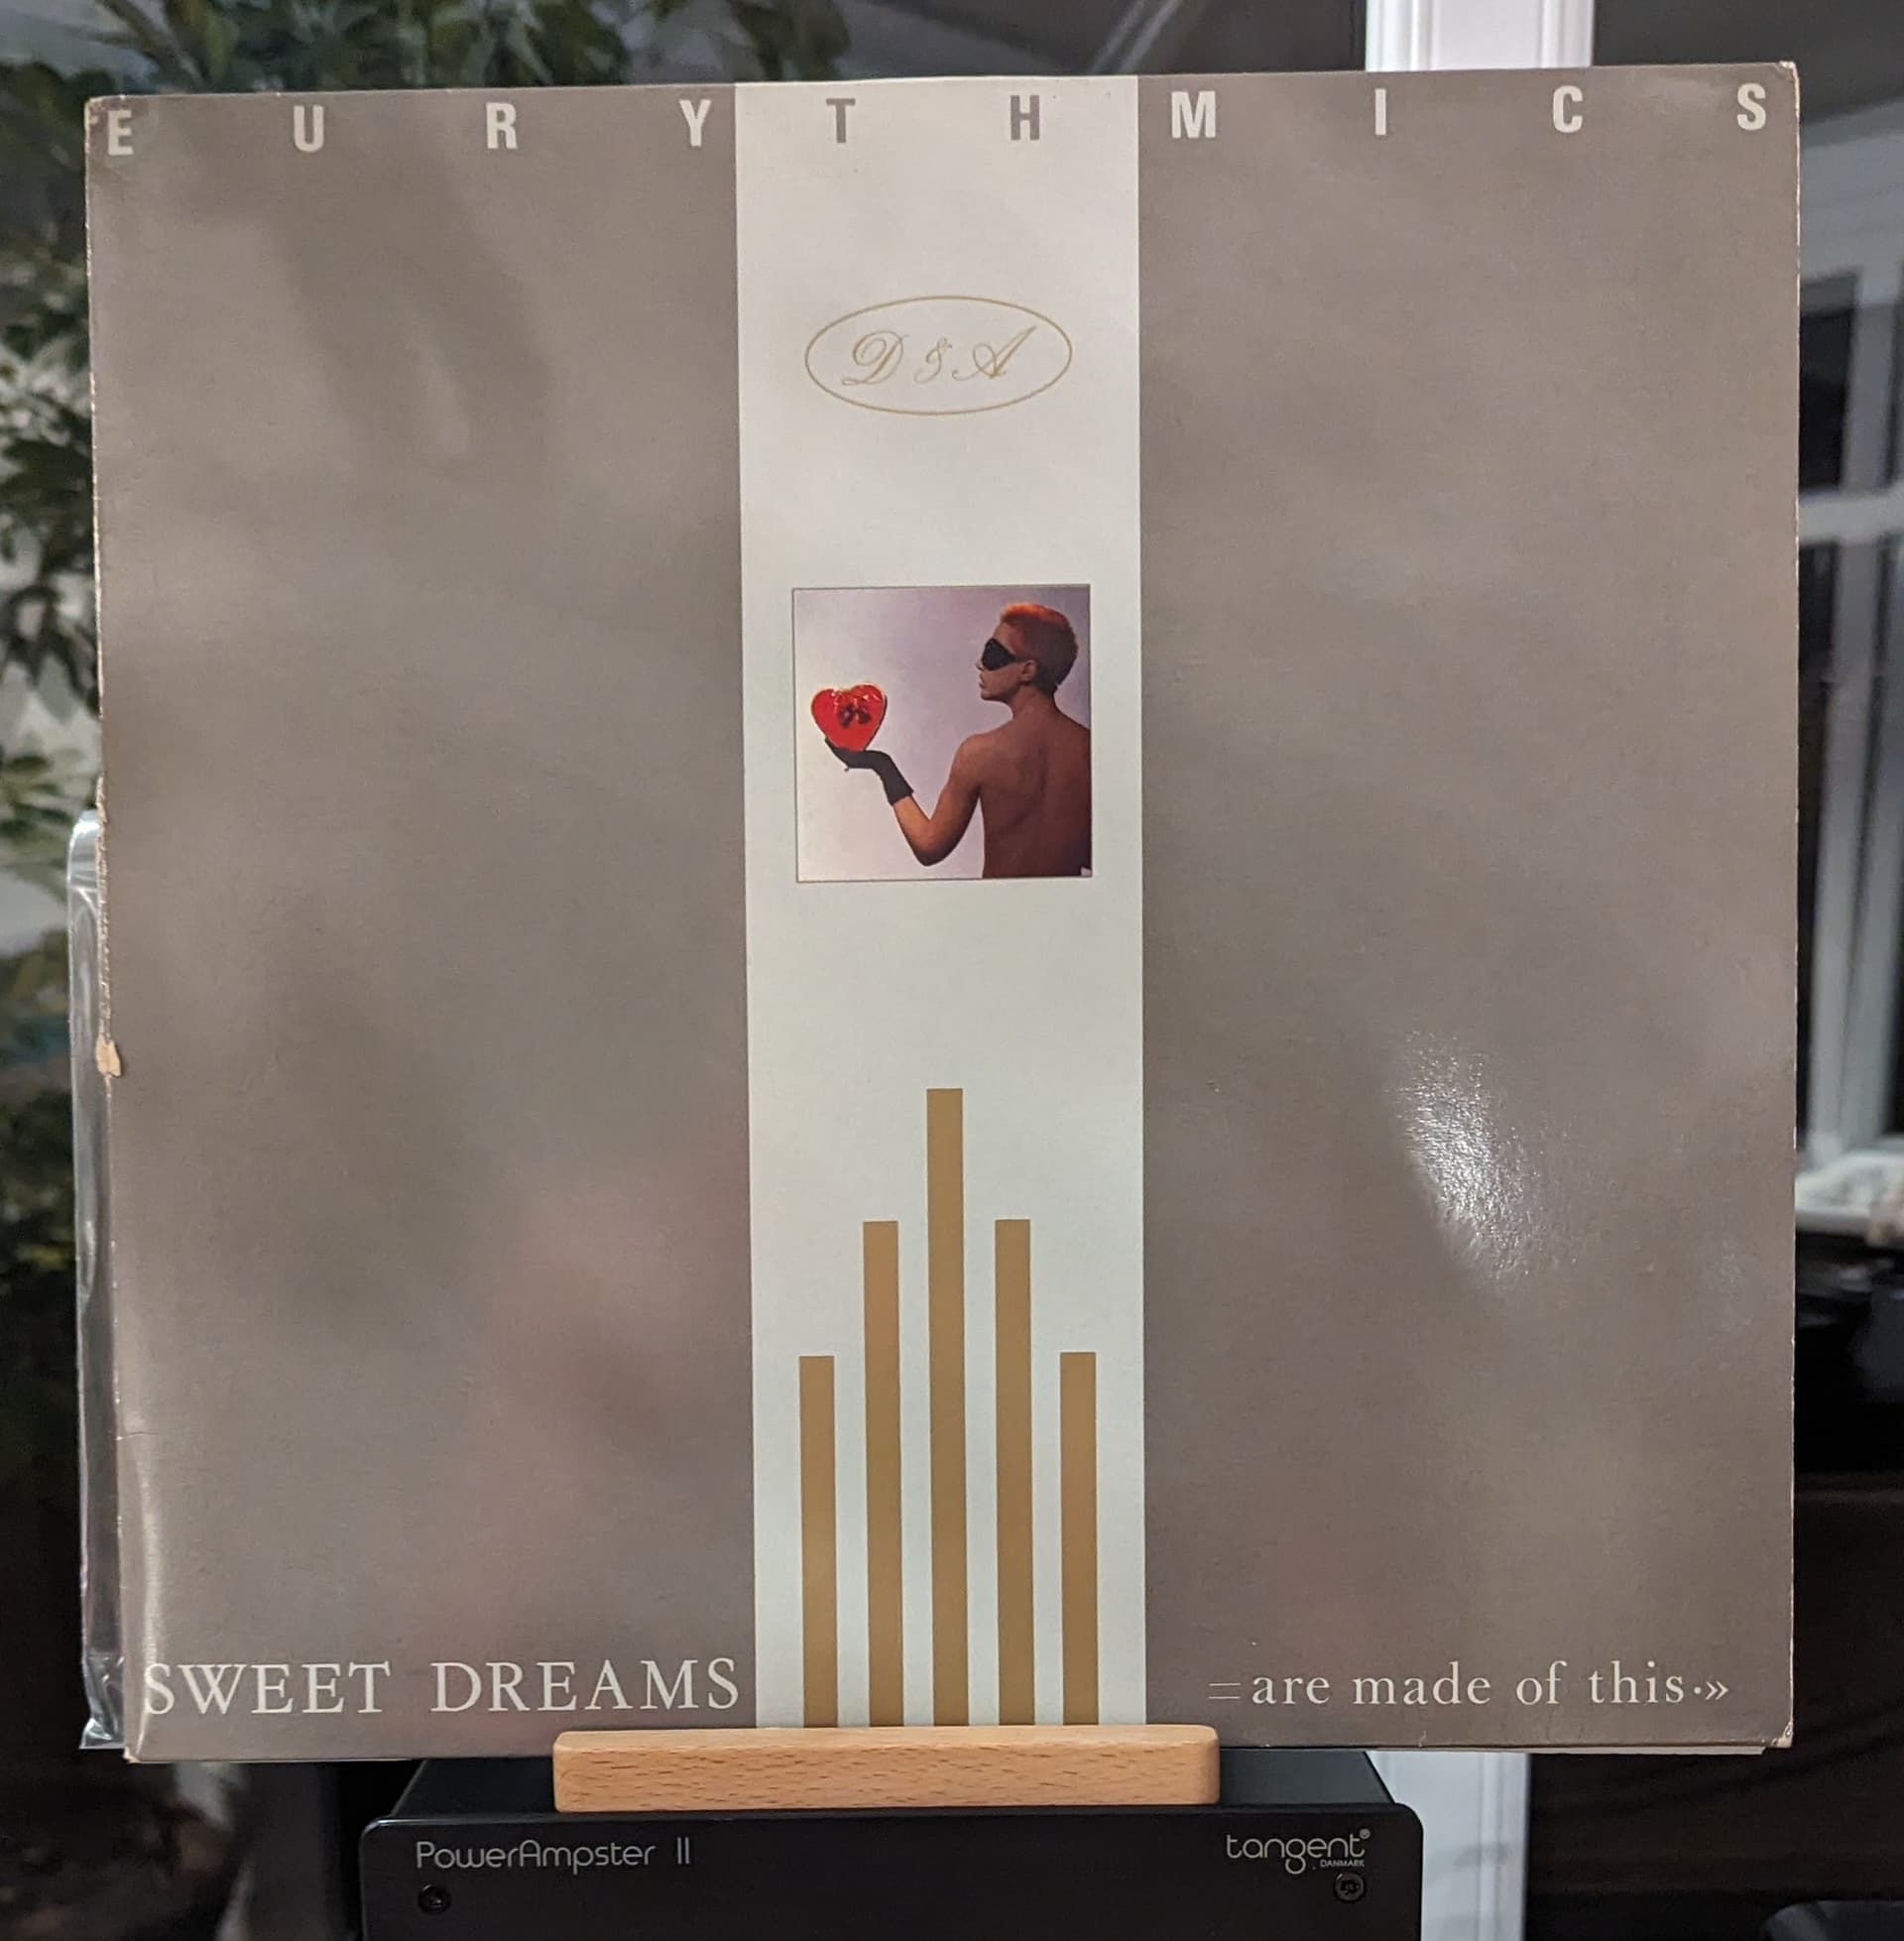 E U R Y T H M I C S
D & A
SWEET DREAMS =are made of this·»
PowerAmpster II tangent®
DANMARK